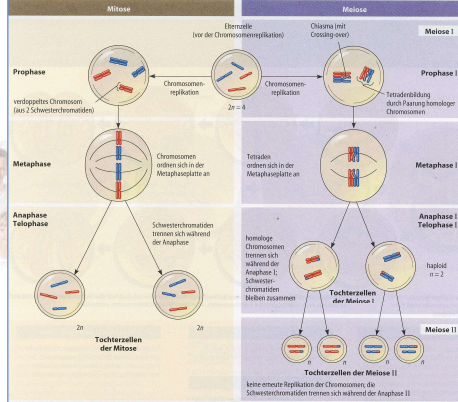 Mitose
Meiose
Elternzelle
(vor der Chromosomenreplikation)
Chiasma (mit
Crossing-over)
Meiose I
Prophase
Chromosomen-
replikation
Chromosomen-
replikation
Prophase I
2n = 4
verdoppeltes Chromosom
(aus 2 Schwesterchromatiden)
Tetradenbildung
durch Paarung homologer
Chromosomen
Metaphase
Chromosomen
ordnen sich in der
Metaphaseplatte an
Tetraden
ordnen sich in der
Metaphaseplatte an
Metaphase I
Anaphase
Telophase
Schwesterchromatiden
trennen sich während
der Anaphase
Anaphase I
Telophase I
homologe
Chromosomen
trennen sich
während der
Anaphase I;
Schwester-
chromatiden
bleiben zusammen
haploid
n = 2
Tochterzellen
der Meiose I
2n
2n
Tochterzellen
der Mitose
Meiose II
n
n
n
n
Tochterzellen der Meiose II
keine erneute Replikation der Chromosomen; die
Schwesterchromatiden trennen sich während der Anaphase II